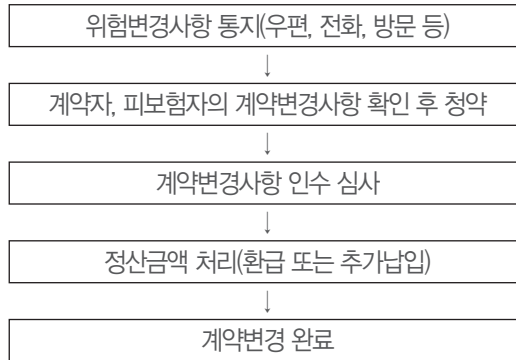 위험변경사항 통지(우편, 전화, 방문 등)
↓
계약자, 피보험자의 계약변경사항 확인 후 청약
↓
계약변경사항 인수 심사
↓
정산금액 처리(환급 또는 추가납입)
↓
계약변경 완료